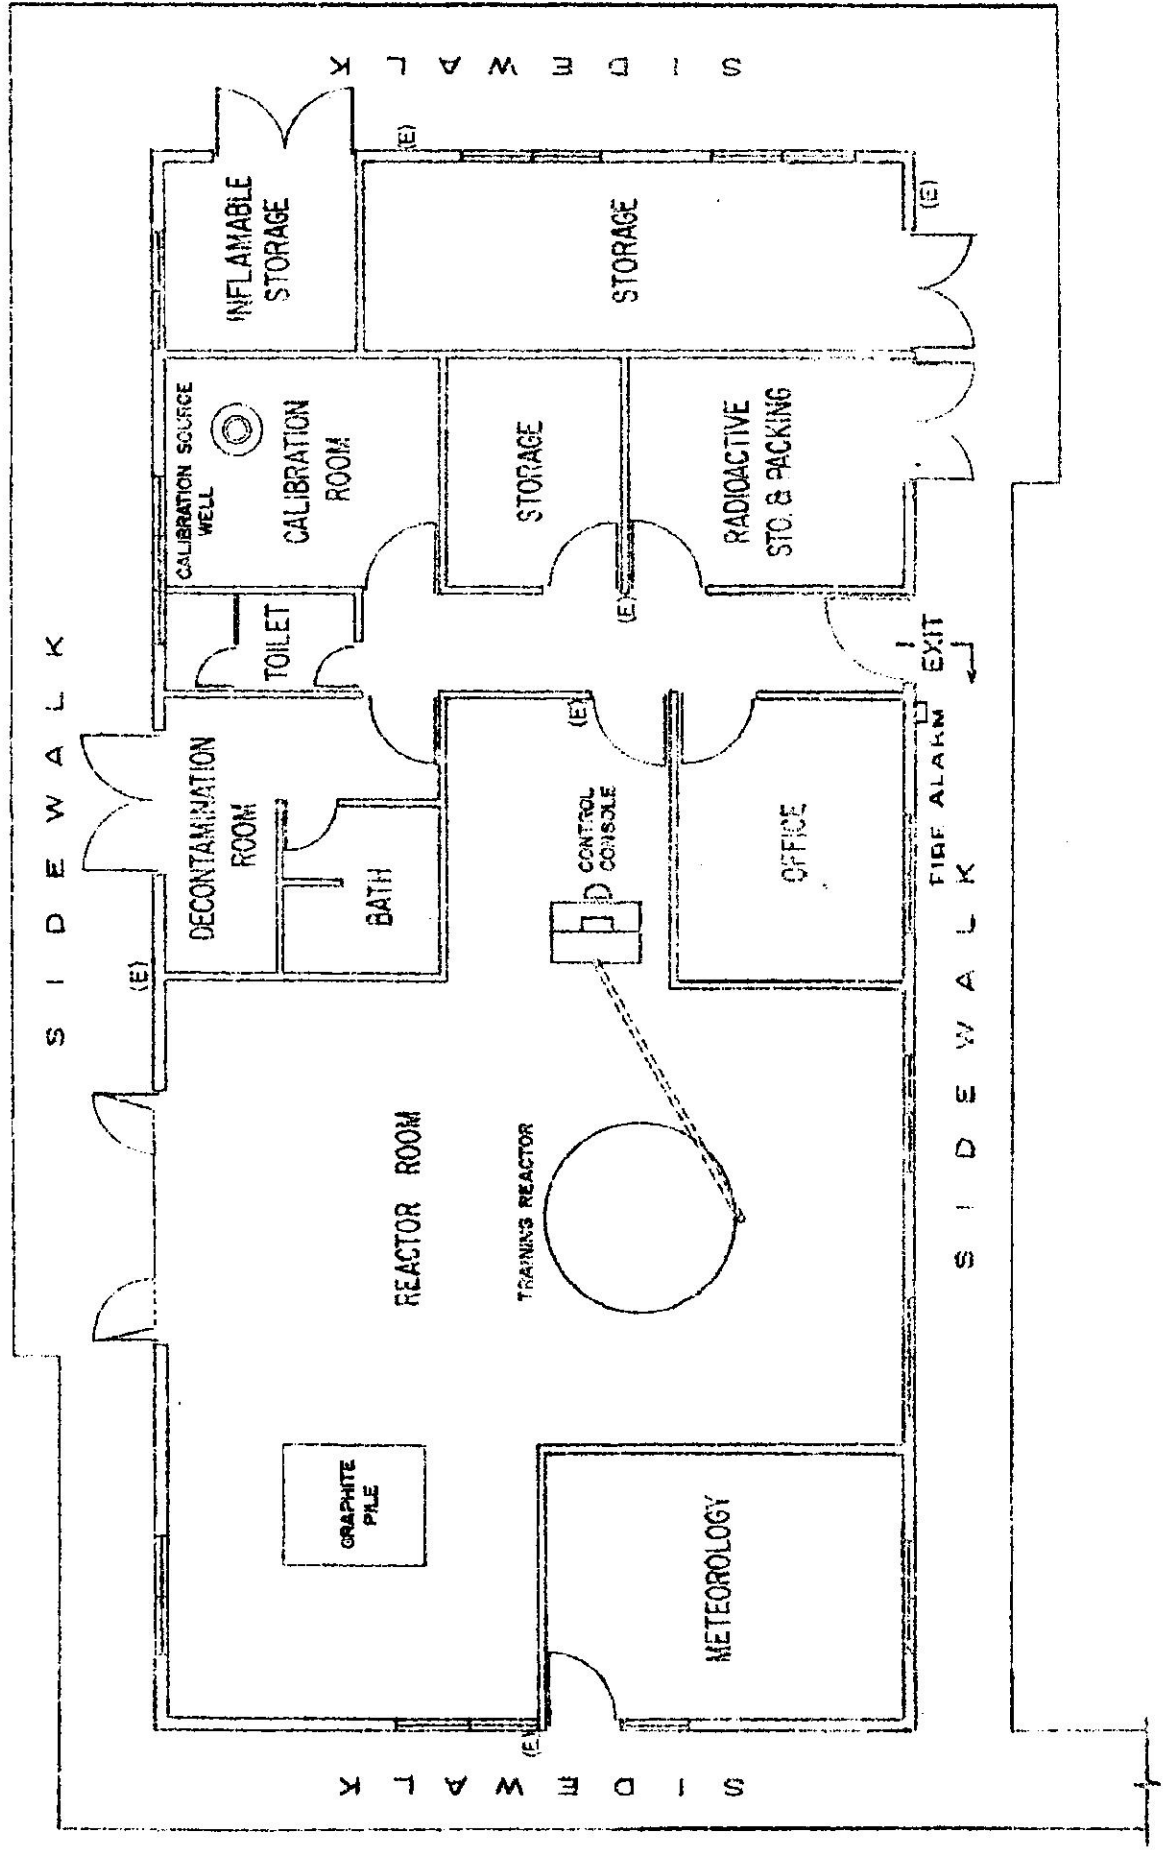 SIDEWALK
SIDEWALK
INFLAMABLE
STORAGE
(E)
STORAGE
(E)
CALIBRATION SOURCE
WELL
CALIBRATION
ROOM
STORAGE
RADIOACTIVE
STO. & PACKING
TOILET
(E)
EXIT
DECONTAMINATION
ROOM
(E)
BATH
(E)
CONTROL
CONSOLE
OFFICE
FIRE ALARM
REACTOR ROOM
TRAINING REACTOR
SIDEWALK
GRAPHITE
PILE
METEOROLOGY
(E)
SIDEWALK